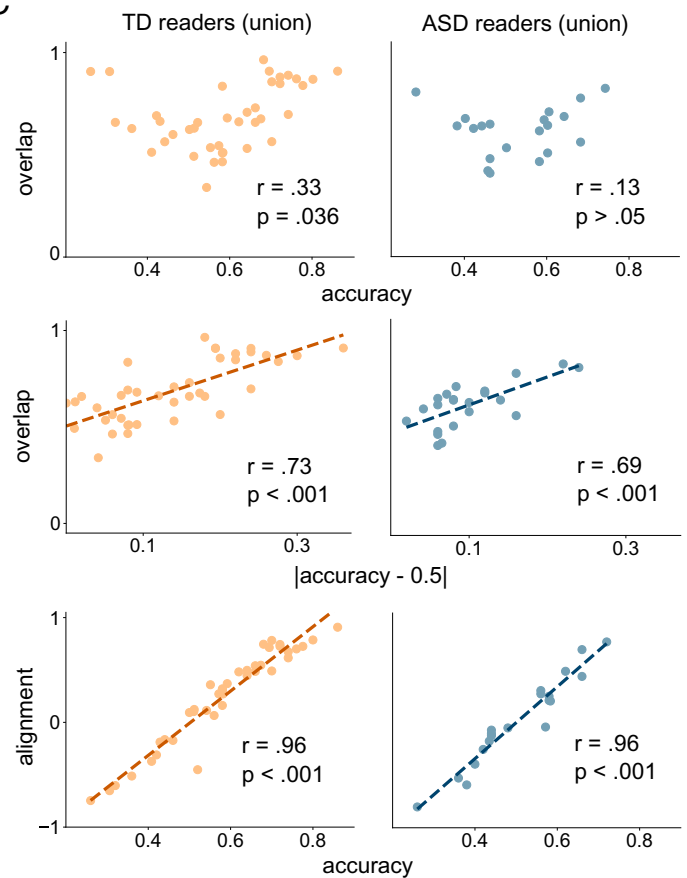 TD readers (union)
ASD readers (union)
1
overlap
0
r = .33
p = .036
r = .13
p > .05
0.4
0.6
0.8
0.4
0.6
0.8
accuracy
1
overlap
0
r = .73
p < .001
r = .69
p < .001
0.1
0.3
0.1
0.3
|accuracy - 0.5|
1
alignment
0
−1
r = .96
p < .001
r = .96
p < .001
0.4
0.6
0.8
0.4
0.6
0.8
accuracy